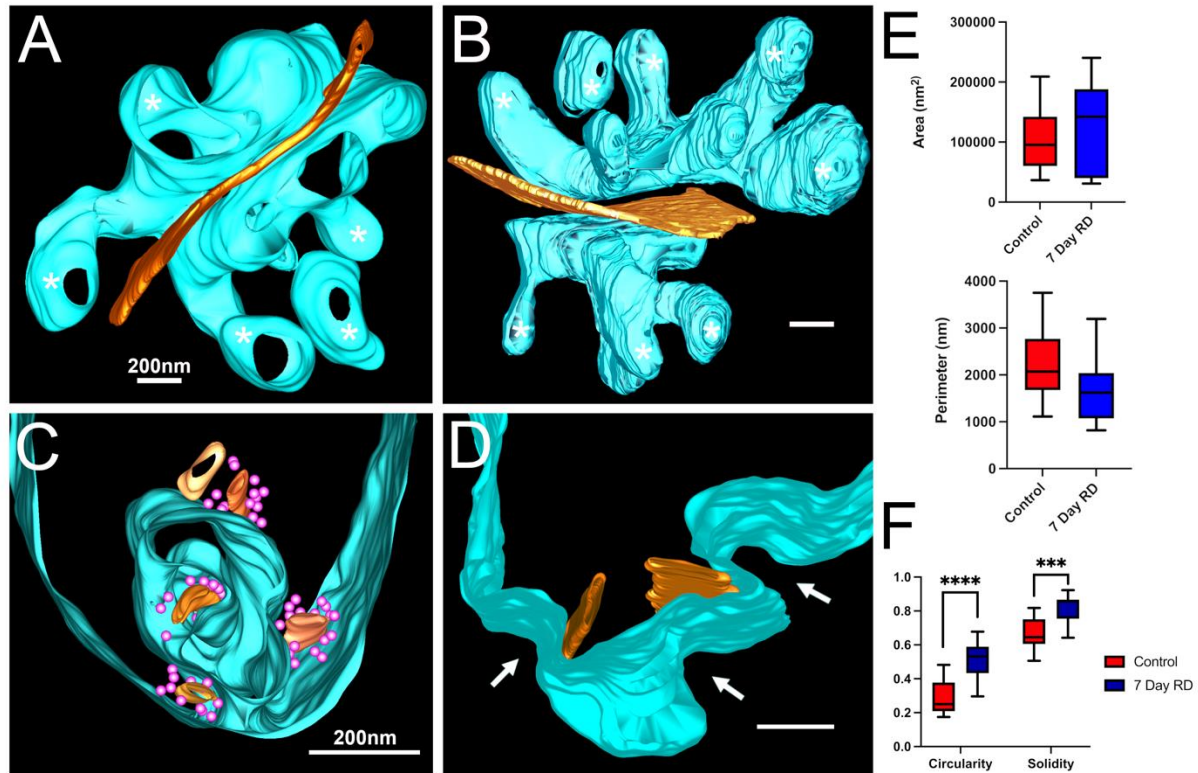 A
*
*
*
*
*
200nm
B
*
*
*
*
*
*
*
*
C
200nm
D
E
Area (nm²)
300000
200000
100000
0
Control
7 Day RD
Perimeter (nm)
4000
3000
2000
1000
0
Control
7 Day RD
F
****
***
1.0
0.8
0.6
0.4
0.2
0.0
Circularity
Solidity
Control
7 Day RD